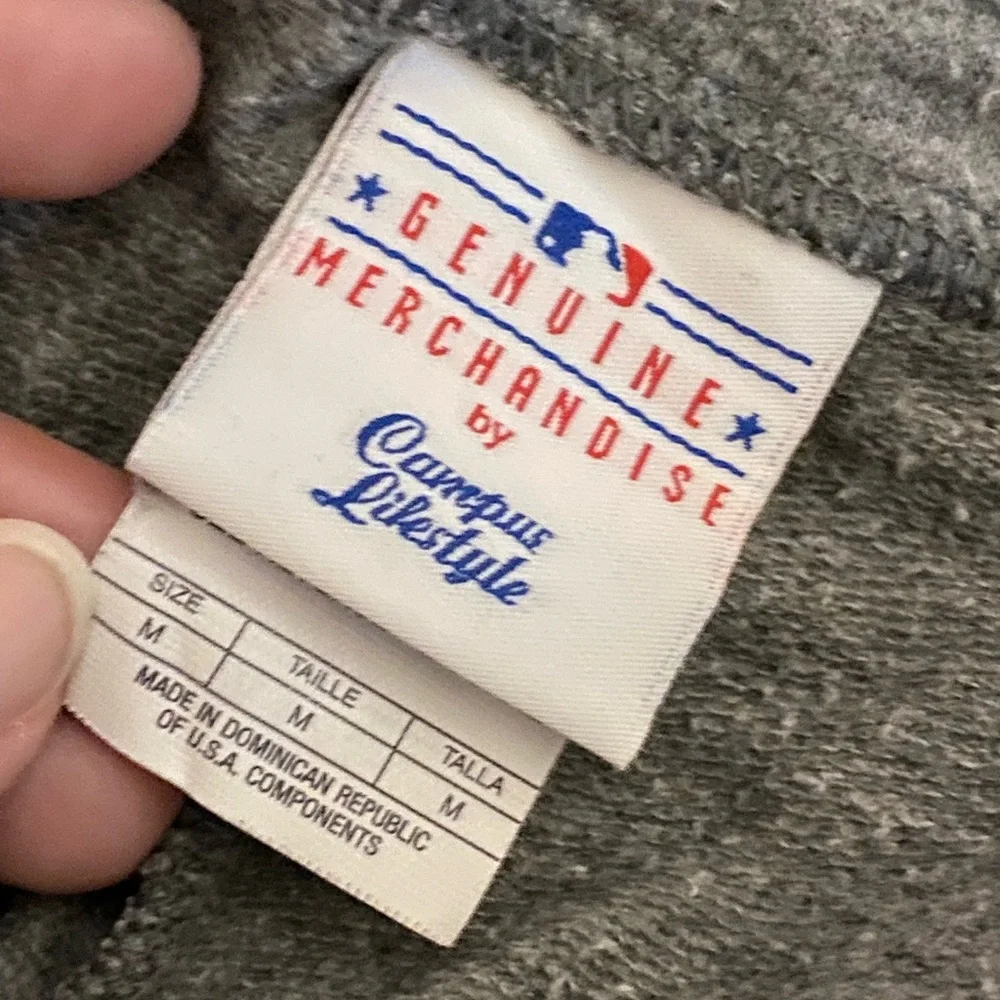 GENUINE
MERCHANDISE
by
Campus
Lifestyle
SIZE TAILLE TALLA
M M M
MADE IN DOMINICAN REPUBLIC
OF U.S.A. COMPONENTS